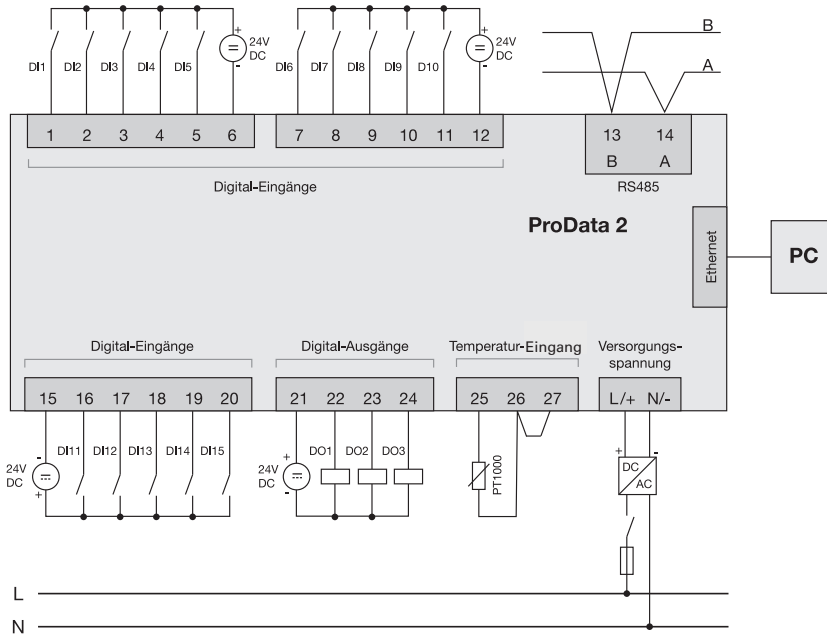 DI1 DI2 DI3 DI4 DI5 + 24V DC -
DI6 DI7 DI8 DI9 D10 + 24V DC -
B
A
1 2 3 4 5 6 7 8 9 10 11 12 13 14
B A
Digital-Eingänge
RS485
ProData 2
Ethernet
PC
Digital-Eingänge Digital-Ausgänge Temperatur-Eingang Versorgungs-
spannung
15 16 17 18 19 20 21 22 23 24 25 26 27 L/+ N/-
- 24V DC + DI11 DI12 DI13 DI14 DI15
+ 24V DC - DO1 DO2 DO3
PT1000
+ -
DC
AC
L
N